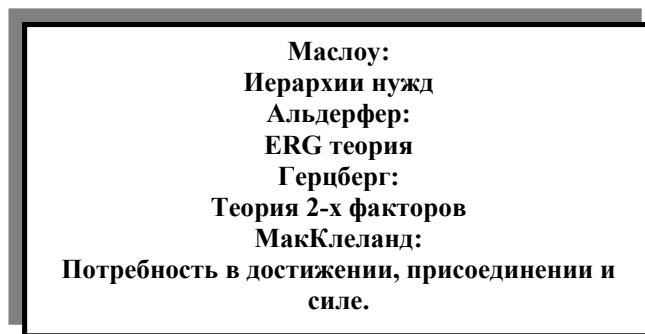 Маслоу:
Иерархии нужд
Альдерфер:
ERG теория
Герцберг:
Теория 2-х факторов
МакКлеланд:
Потребность в достижении, присоединении и
силе.